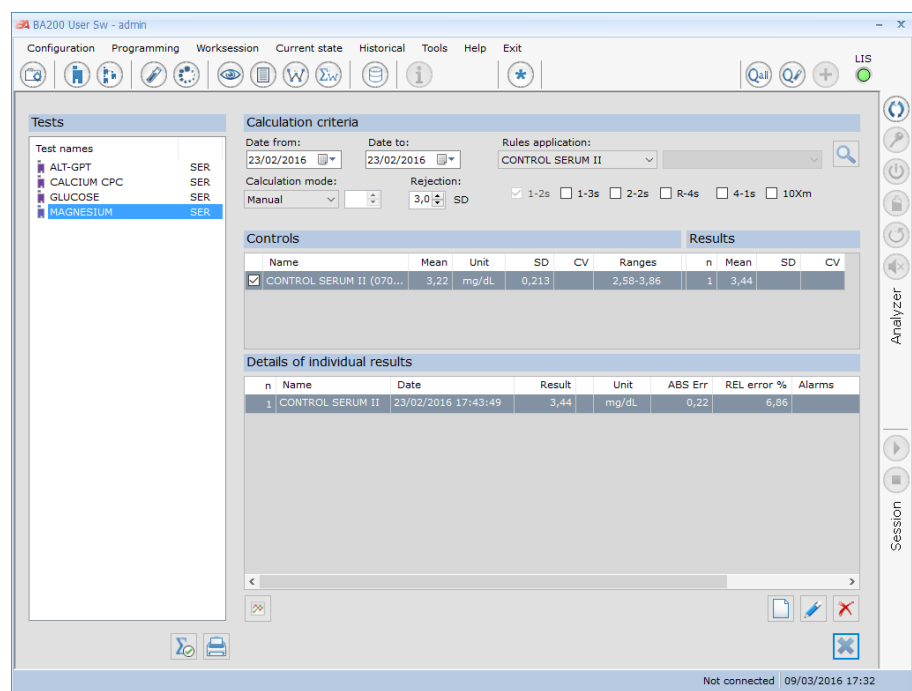 BA200 User Sw - admin
Configuration Programming Worksession Current state Historical Tools Help Exit
LIS
Qall
W
Σw
i
Tests
Test names
ALT-GPT SER
CALCIUM CPC SER
GLUCOSE SER
MAGNESIUM SER
Calculation criteria
Date from: Date to: Rules application:
23/02/2016 23/02/2016 CONTROL SERUM II
Calculation mode: Rejection:
Manual 3,0 SD 1-2s 1-3s 2-2s R-4s 4-1s 10Xm
Controls Results
Name Mean Unit SD CV Ranges n Mean SD CV
CONTROL SERUM II (070... 3,22 mg/dL 0,213 2,58-3,86 1 3,44
Details of individual results
n Name Date Result Unit ABS Err REL error % Alarms
1 CONTROL SERUM II 23/02/2016 17:43:49 3,44 mg/dL 0,22 6,86
Analyzer
Session
Not connected 09/03/2016 17:32